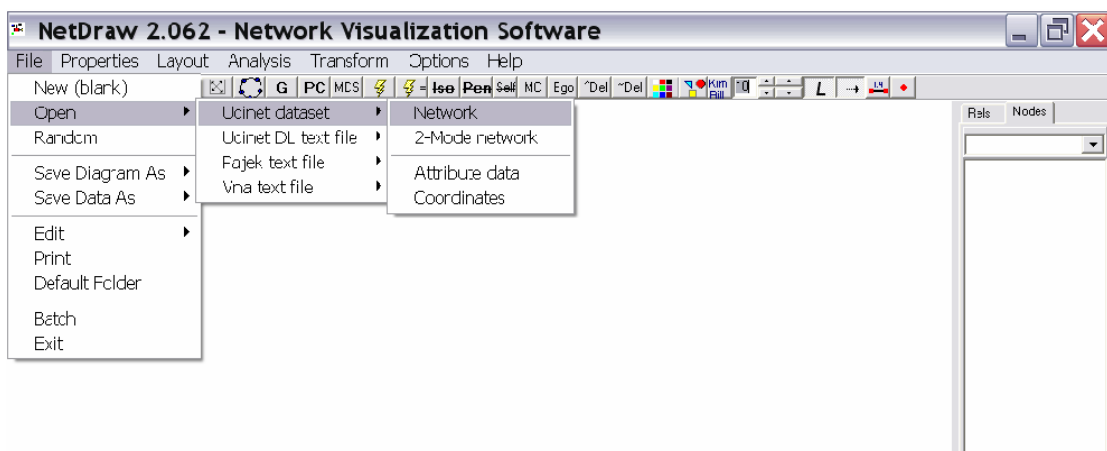 NetDraw 2.062 - Network Visualization Software
File Properties Layout Analysis Transform Options Help
G PC MCS = Iso Pen Self MC Ego ~Del ~Del Kim Bill L
New (blank)
Open
Random
Save Diagram As
Save Data As
Edit
Print
Default Folder
Batch
Exit
Ucinet dataset
Ucinet DL text file
Pajek text file
Vna text file
Network
2-Mode network
Attribute data
Coordinates
Rels Nodes